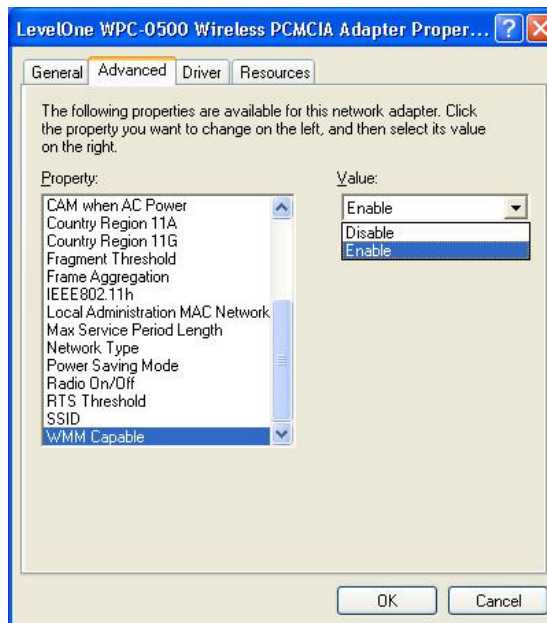 LevelOne WPC-0500 Wireless PCMCIA Adapter Proper...
General Advanced Driver Resources
The following properties are available for this network adapter. Click
the property you want to change on the left, and then select its value
on the right.
Property:
CAM when AC Power
Country Region 11A
Country Region 11G
Fragment Threshold
Frame Aggregation
IEEE802.11h
Local Administration MAC Network
Max Service Period Length
Network Type
Power Saving Mode
Radio On/Off
RTS Threshold
SSID
WMM Capable
Value:
Enable
Disable
Enable
OK Cancel